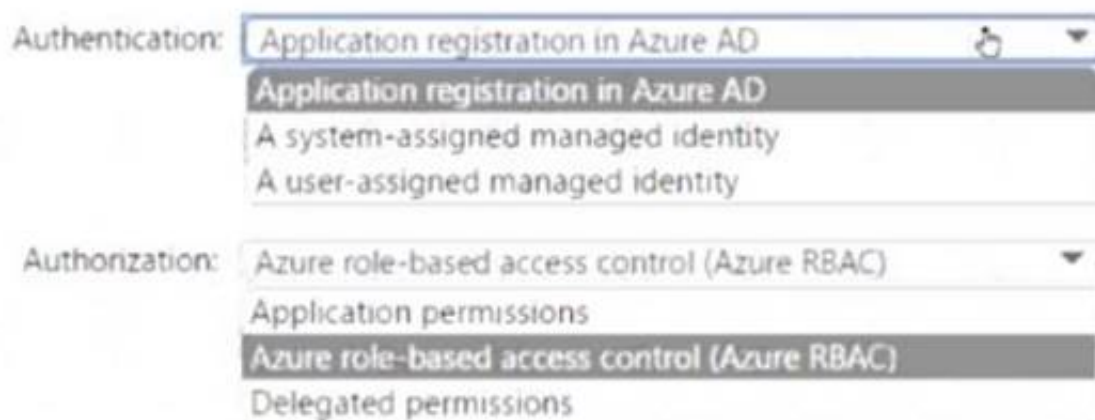 Authentication: Application registration in Azure AD
Application registration in Azure AD
A system-assigned managed identity
A user-assigned managed identity
Authorization: Azure role-based access control (Azure RBAC)
Application permissions
Azure role-based access control (Azure RBAC)
Delegated permissions